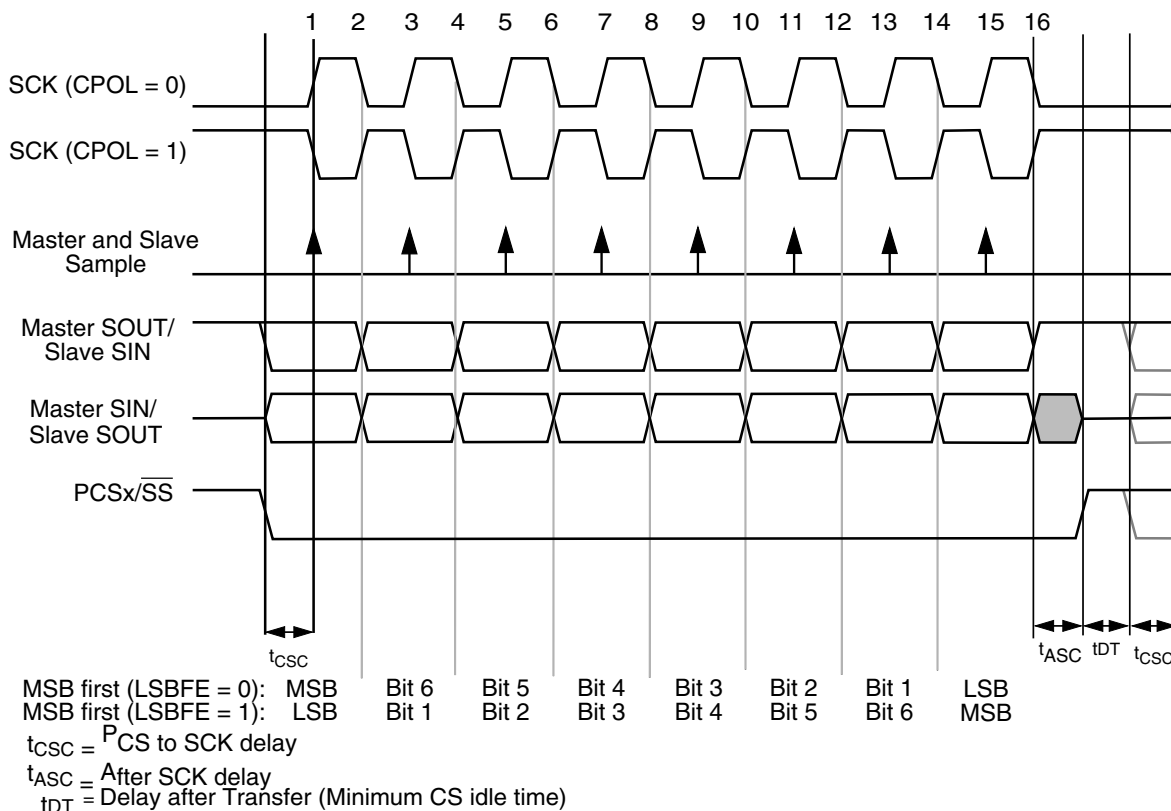 1 2 3 4 5 6 7 8 9 10 11 12 13 14 15 16
SCK (CPOL = 0)
SCK (CPOL = 1)
Master and Slave
Sample
Master SOUT/
Slave SIN
Master SIN/
Slave SOUT
PCSx/SS
tCSC tASC tDT tCSC
MSB first (LSBFE = 0): MSB Bit 6 Bit 5 Bit 4 Bit 3 Bit 2 Bit 1 LSB
MSB first (LSBFE = 1): LSB Bit 1 Bit 2 Bit 3 Bit 4 Bit 5 Bit 6 MSB
tCSC = PCS to SCK delay
tASC = After SCK delay
tDT = Delay after Transfer (Minimum CS idle time)